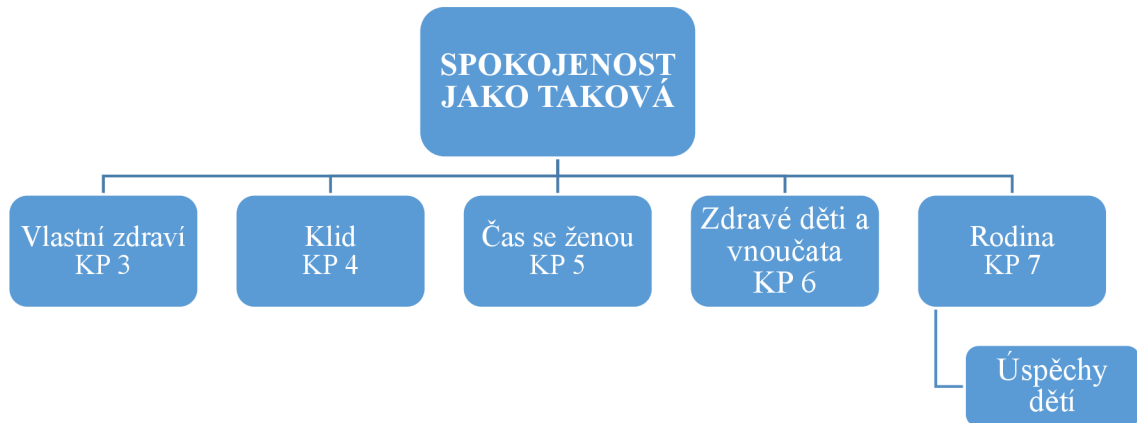 SPOKOJENOST
JAKO TAKOVÁ
Vlastní zdraví
KP 3
Klid
KP 4
Čas se ženou
KP 5
Zdravé děti a
vnoučata
KP 6
Rodina
KP 7
Úspěchy
dětí